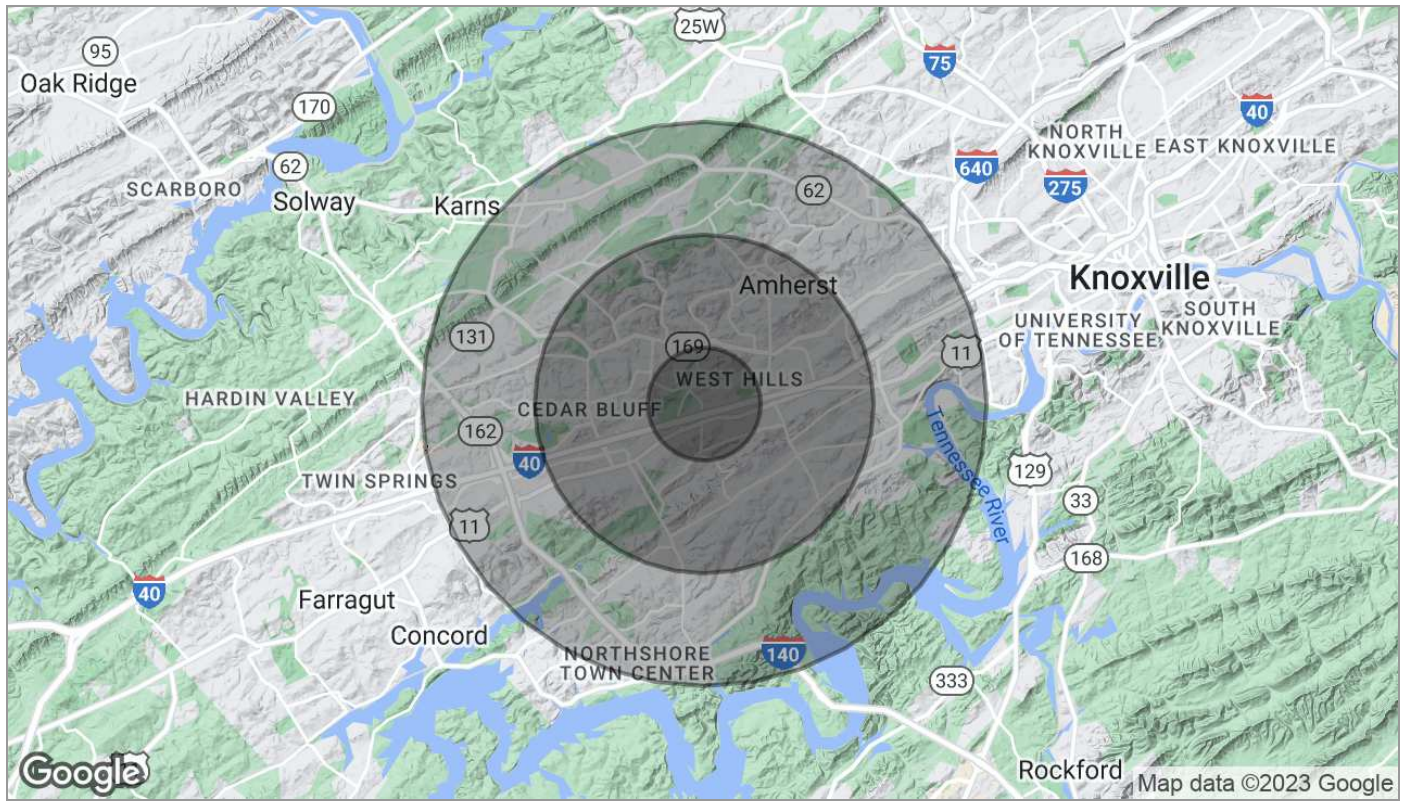 25W
95
75
Oak Ridge
170
40
NORTH
KNOXVILLE
EAST KNOXVILLE
640
62
275
SCARBORO
62
Solway
Karns
Knoxville
Amherst
SOUTH
KNOXVILLE
UNIVERSITY
OF TENNESSEE
131
169
11
WEST HILLS
HARDIN VALLEY
CEDAR BLUFF
162
40
Tennessee River
129
TWIN SPRINGS
33
11
168
40
Farragut
Concord
NORTHSHORE
TOWN CENTER
140
333
Rockford
Google
Map data ©2023 Google